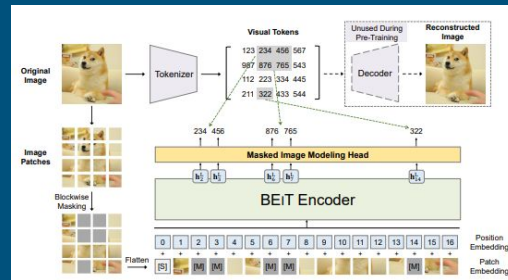 Visual Tokens
Unused During
Pre-Training
Reconstructed
Image
Original
Image
Tokenizer
123 234 456 567
987 876 765 543
112 223 334 445
211 322 433 544
Decoder
234 456 876 765 322
Image
Patches
Masked Image Modeling Head
Blockwise
Masking
BEiT Encoder
Flatten
0 1 2 3 4 5 6 7 8 9 10 11 12 13 14 15 16
Position
Embedding
+ + + + + + + + + + + + + + + + +
[S] [M] [M] [M] [M] [M]
Patch
Embedding